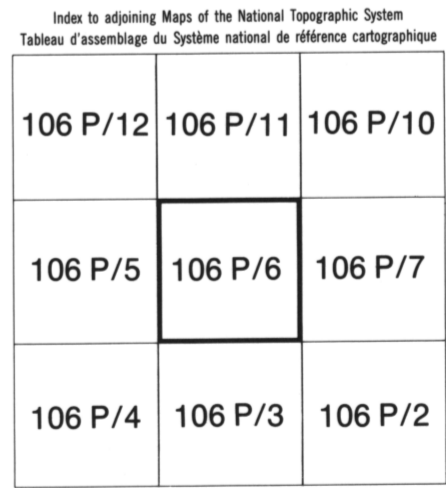 Index to adjoining Maps of the National Topographic System
Tableau d'assemblage du Système national de référence cartographique
106 P/12 106 P/11 106 P/10
106 P/5 106 P/6 106 P/7
106 P/4 106 P/3 106 P/2